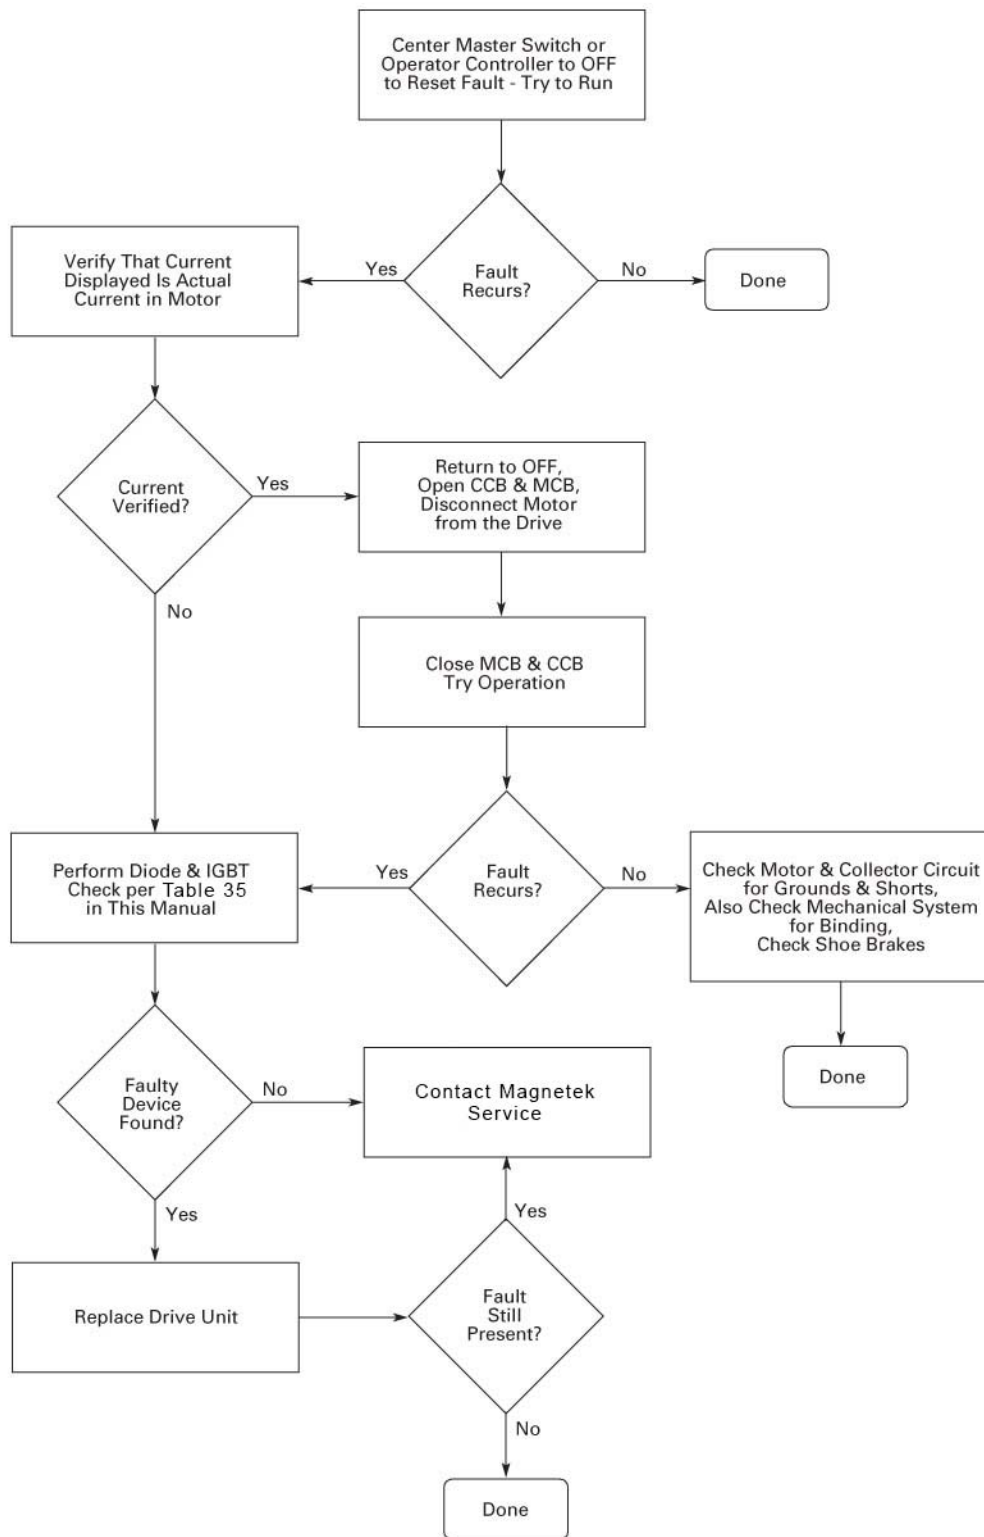 Center Master Switch or
Operator Controller to OFF
to Reset Fault - Try to Run
Verify That Current
Displayed Is Actual
Current in Motor
Yes
Fault
Recurs?
No
Done
Current
Verified?
Yes
Return to OFF,
Open CCB & MCB,
Disconnect Motor
from the Drive
No
Close MCB & CCB
Try Operation
Perform Diode & IGBT
Check per Table 35
in This Manual
Yes
Fault
Recurs?
No
Check Motor & Collector Circuit
for Grounds & Shorts,
Also Check Mechanical System
for Binding,
Check Shoe Brakes
Done
Faulty
Device
Found?
No
Contact Magnetek
Service
Yes
Yes
Replace Drive Unit
Fault
Still
Present?
No
Done